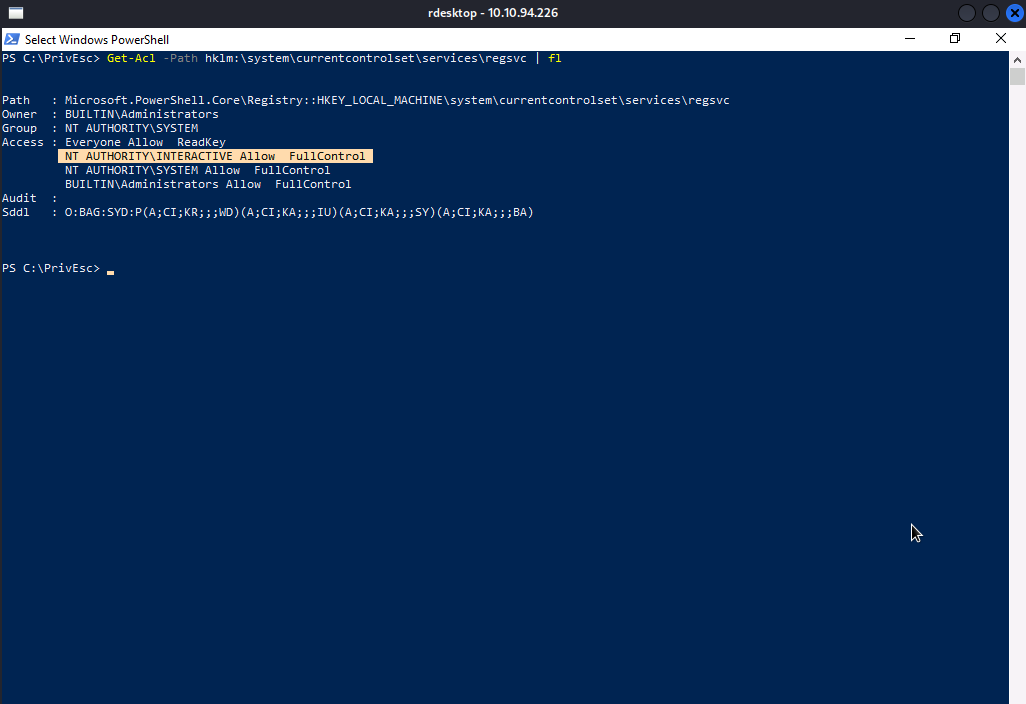 rdesktop - 10.10.94.226
Select Windows PowerShell
PS C:\PrivEsc> Get-Acl -Path hklm:\system\currentcontrolset\services\regsvc | fl
Path   : Microsoft.PowerShell.Core\Registry::HKEY_LOCAL_MACHINE\system\currentcontrolset\services\regsvc
Owner  : BUILTIN\Administrators
Group  : NT AUTHORITY\SYSTEM
Access : Everyone Allow  ReadKey
         NT AUTHORITY\INTERACTIVE Allow  FullControl
         NT AUTHORITY\SYSTEM Allow  FullControl
         BUILTIN\Administrators Allow  FullControl
Audit  :
Sddl   : O:BAG:SYD:P(A;CI;KR;;;WD)(A;CI;KA;;;IU)(A;CI;KA;;;SY)(A;CI;KA;;;BA)
PS C:\PrivEsc>